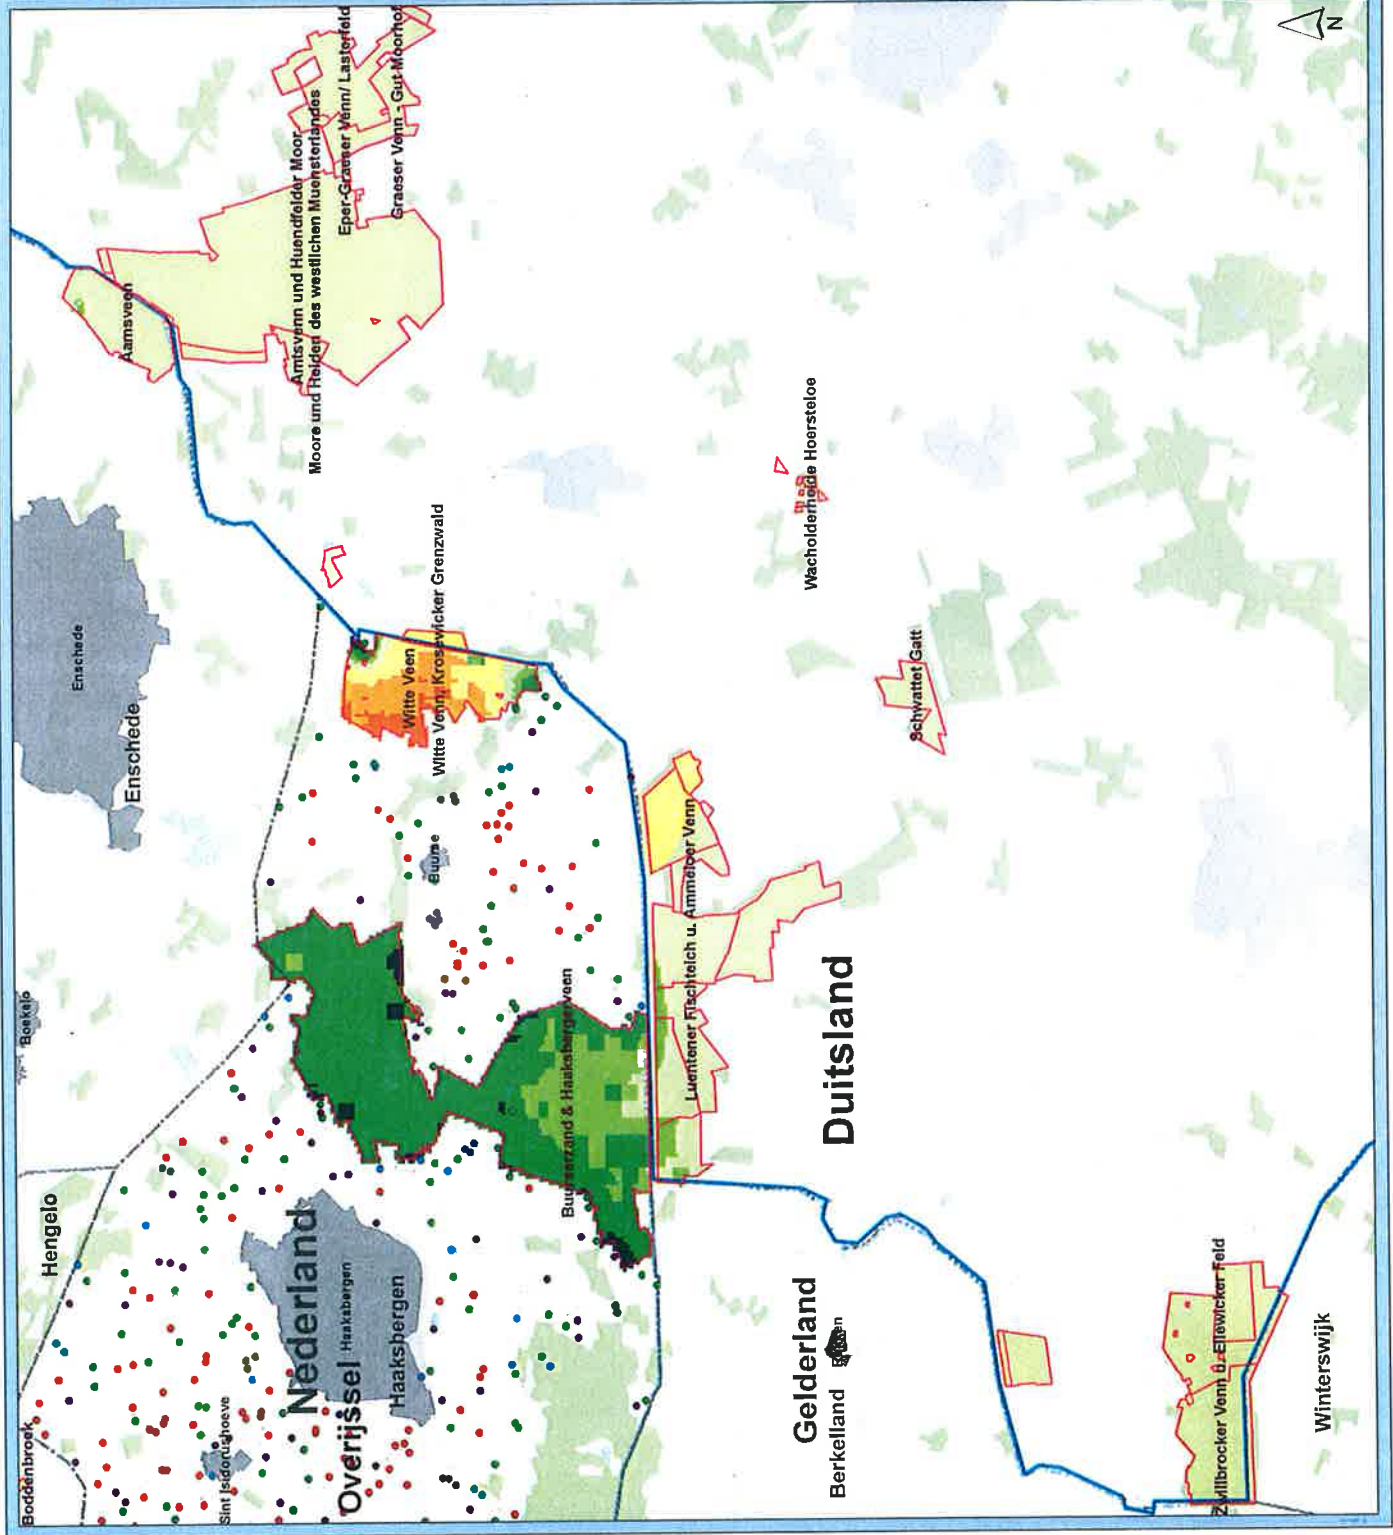 Boddenbroek
Hengelo
Boekelo
Enschede
Enschede
Aamsveen
Sint Isidorushoeve
Nederland
Overijssel
Haaksbergen
Haaksbergen
Buurse
Witte Veen
Witte Venn, Krosewicker Grenzwald
Amtsvenn und Huendfelder Moor
Moore und Heiden des westlichen Muensterlandes
Eper-Graeser Venn/ Lasterfeld
Graeser Venn - Gut Moorhof
Buurserzand & Haaksbergerveen
Luentener Fischteich u. Ammeloer Venn
Wacholderheide Hoersteloe
Schwattet Gatt
Duitsland
Gelderland
Berkelland
Zwillbrocker Venn u. Ellewicker Feld
Winterswijk
N